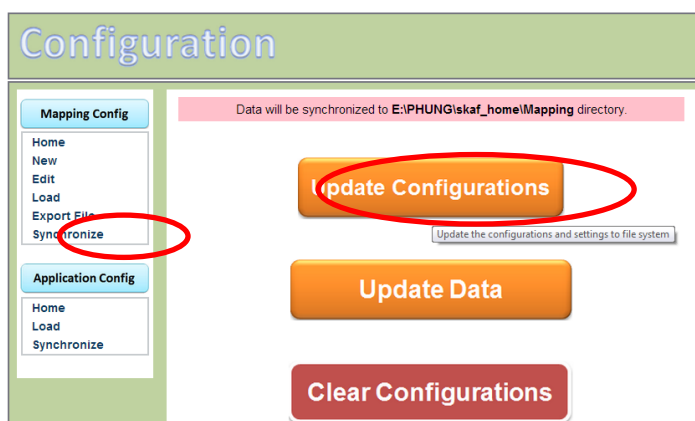 Configuration
Mapping Config
Home
New
Edit
Load
Export File
Synchronize
Application Config
Home
Load
Synchronize
Data will be synchronized to E:\PHUNG\skaf_home\Mapping directory.
Update Configurations
Update the configurations and settings to file system
Update Data
Clear Configurations